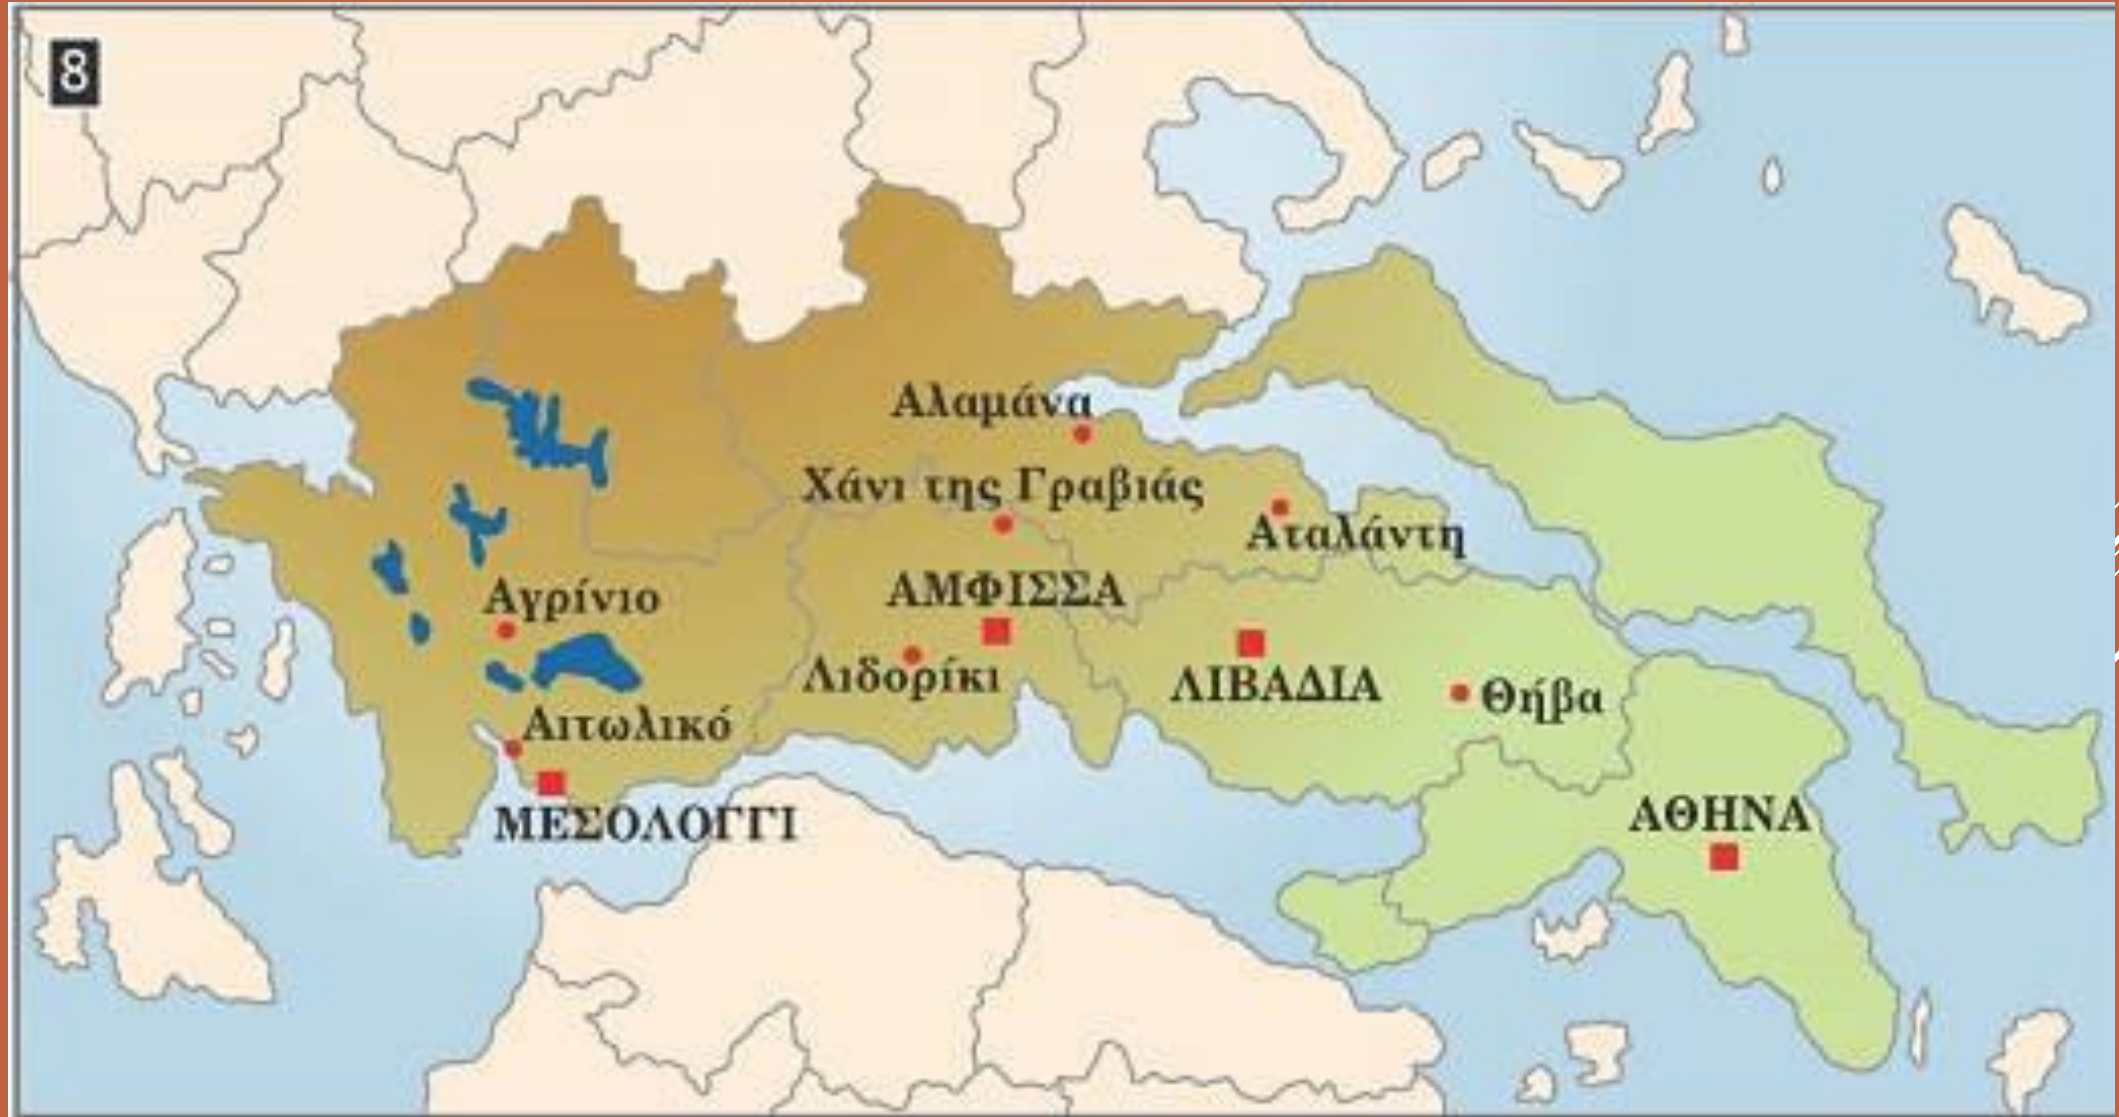 8
Αλαμάνα
Χάνι της Γραβιάς
Αταλάντη
ΑΜΦΙΣΣΑ
Αγρίνιο
Λιδορίκι
ΛΙΒΑΔΙΑ
Θήβα
Αιτωλικό
ΜΕΣΟΛΟΓΓΙ
ΑΘΗΝΑ